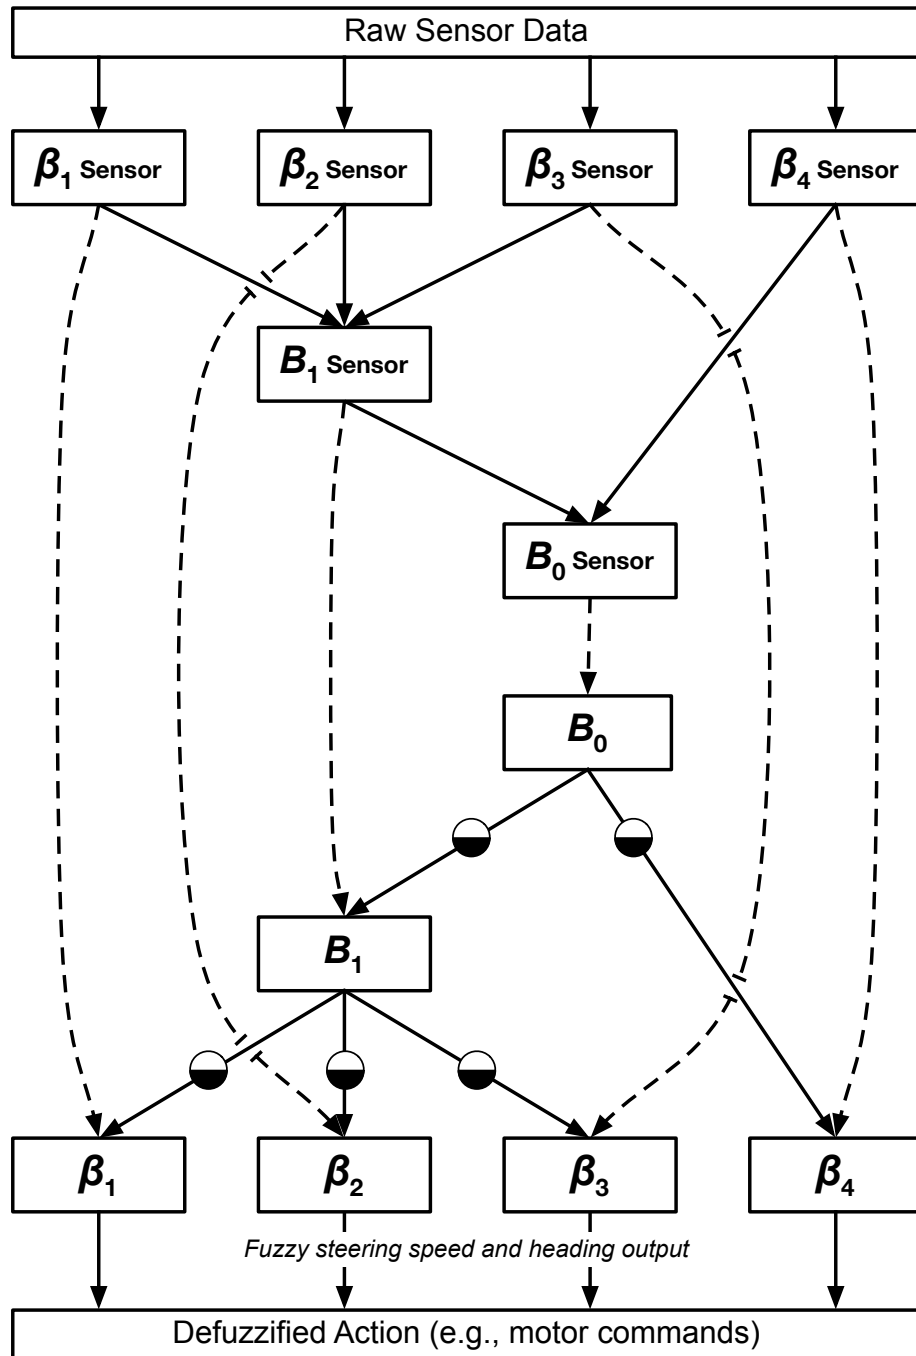 Raw Sensor Data
β₁ Sensor
β₂ Sensor
β₃ Sensor
β₄ Sensor
B₁ Sensor
B₀ Sensor
B₀
B₁
β₁
β₂
β₃
β₄
Fuzzy steering speed and heading output
Defuzzified Action (e.g., motor commands)